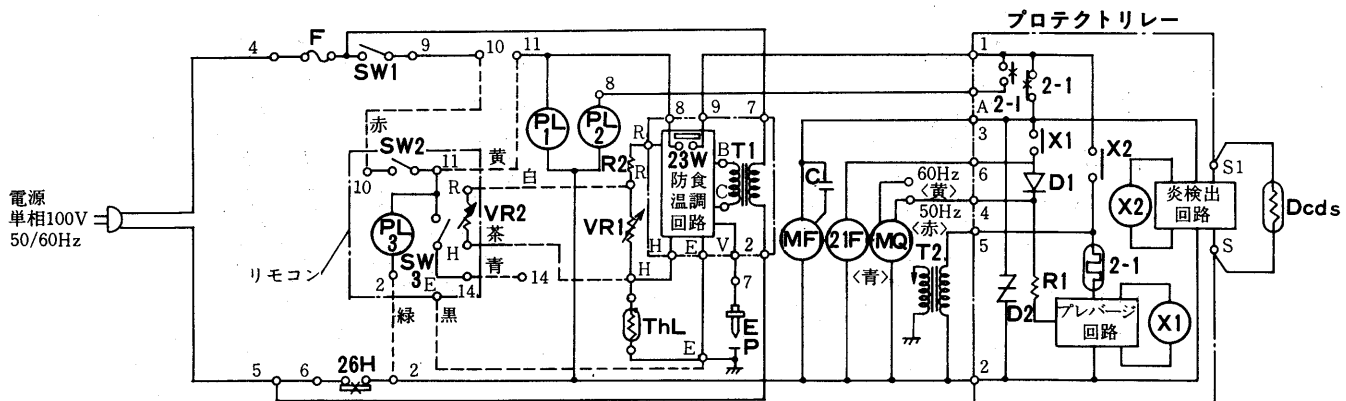 プロテクトリレー
4
F
SW1
9
10
11
8
8
9
7
1
2-1
2-1
A
3
PL1
PL2
赤
SW2
黄
11
10
R
白
R
R2
23W
防食
温調
回路
B
C
T1
X1
X2
60Hz
〈黄〉
6
D1
50Hz
〈赤〉
4
5
X2
炎検出
回路
S1
S
Dcds
電源
単相100V
50/60Hz
PL3
VR2
茶
VR1
C
MF
21F
MQ
〈青〉
T2
2-1
SW3
H
H
H
E
V
2
リモコン
2
E
14
青
14
7
R1
D2
プレパージ
回路
X1
緑
黒
ThL
E
E
P
5
6
26H
2
2